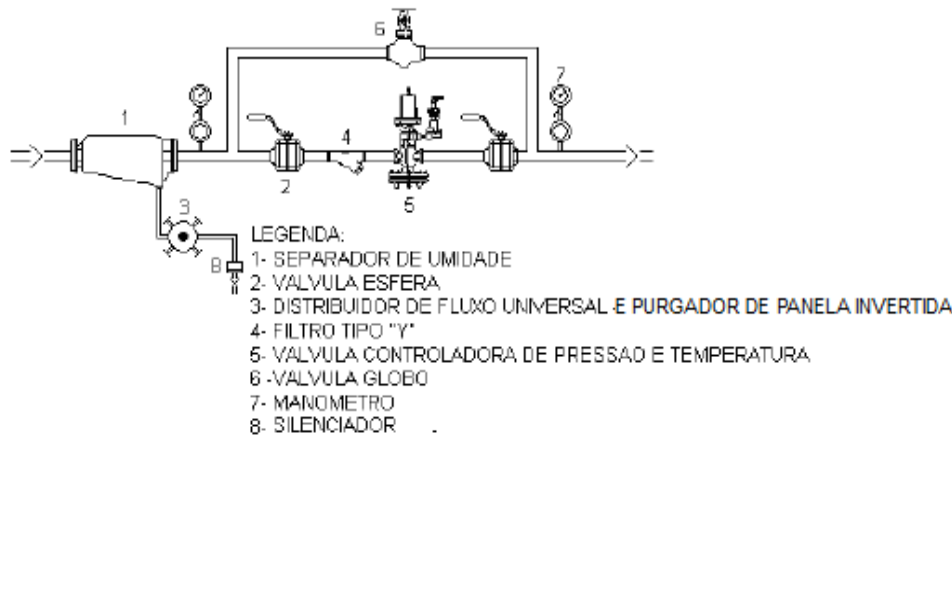 6
7
1
4
2
5
3
8
LEGENDA:
1- SEPARADOR DE UMIDADE
2- VALVULA ESFERA
3- DISTRIBUIDOR DE FLUXO UNIVERSAL E PURGADOR DE PANELA INVERTIDA
4- FILTRO TIPO "Y"
5- VALVULA CONTROLADORA DE PRESSAO E TEMPERATURA
6 -VALVULA GLOBO
7- MANOMETRO
8- SILENCIADOR